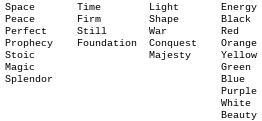 Space Time Light Energy
Peace Firm Shape Black
Perfect Still War Red
Prophecy Foundation Conquest Orange
Stoic Majesty Yellow
Magic Green
Splendor Blue
Purple
White
Beauty